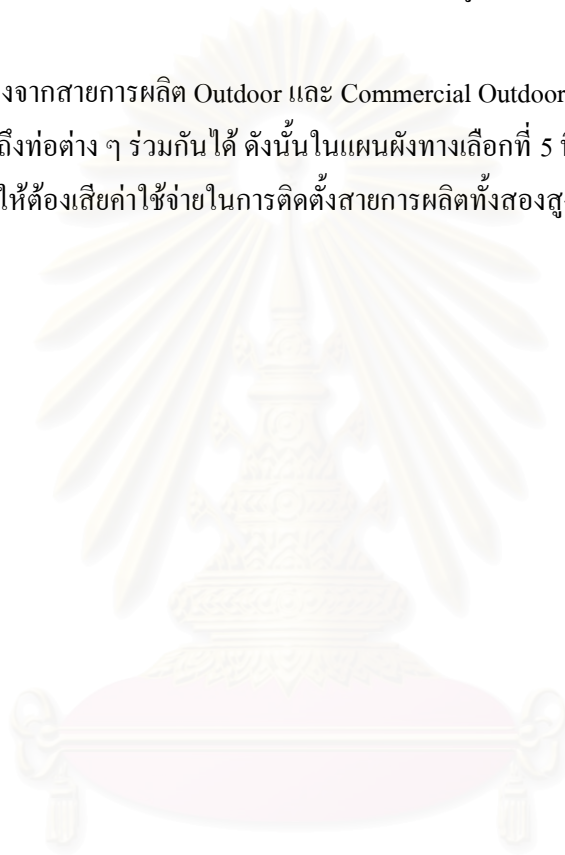 งจากสายการผลิต Outdoor และ Commercial Outdoor
ถึงท่อต่าง ๆ ร่วมกันได้ ดังนั้นในแผนผังทางเลือกที่ 5
ให้ต้องเสียค่าใช้จ่ายในการติดตั้งสายการผลิตทั้งสอง